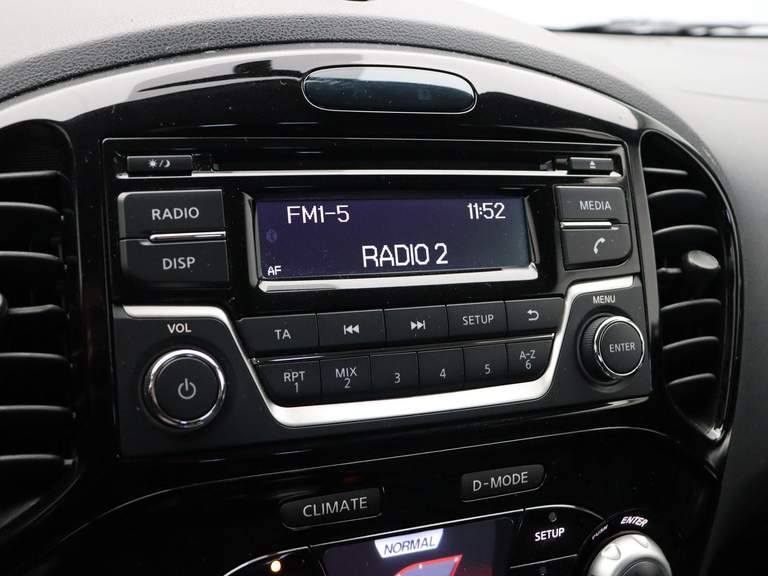 RADIO
DISP
FM1-5 11:52
RADIO 2
AF
MEDIA
VOL
MENU
TA SETUP
ENTER
RPT 1 MIX 2 3 4 5 A-Z 6
CLIMATE
D-MODE
NORMAL
SETUP
PUSH ENTER